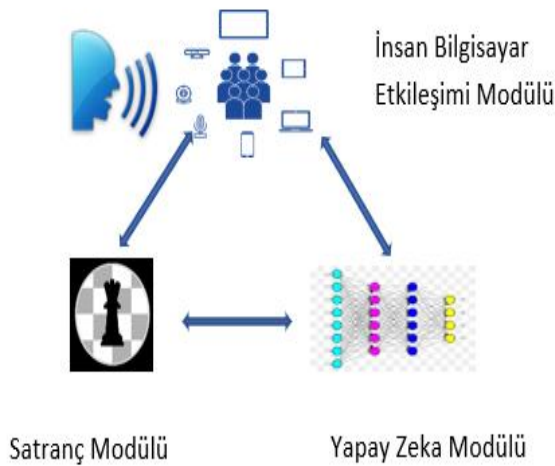 İnsan Bilgisayar
Etkileşimi Modülü
Satranç Modülü
Yapay Zeka Modülü